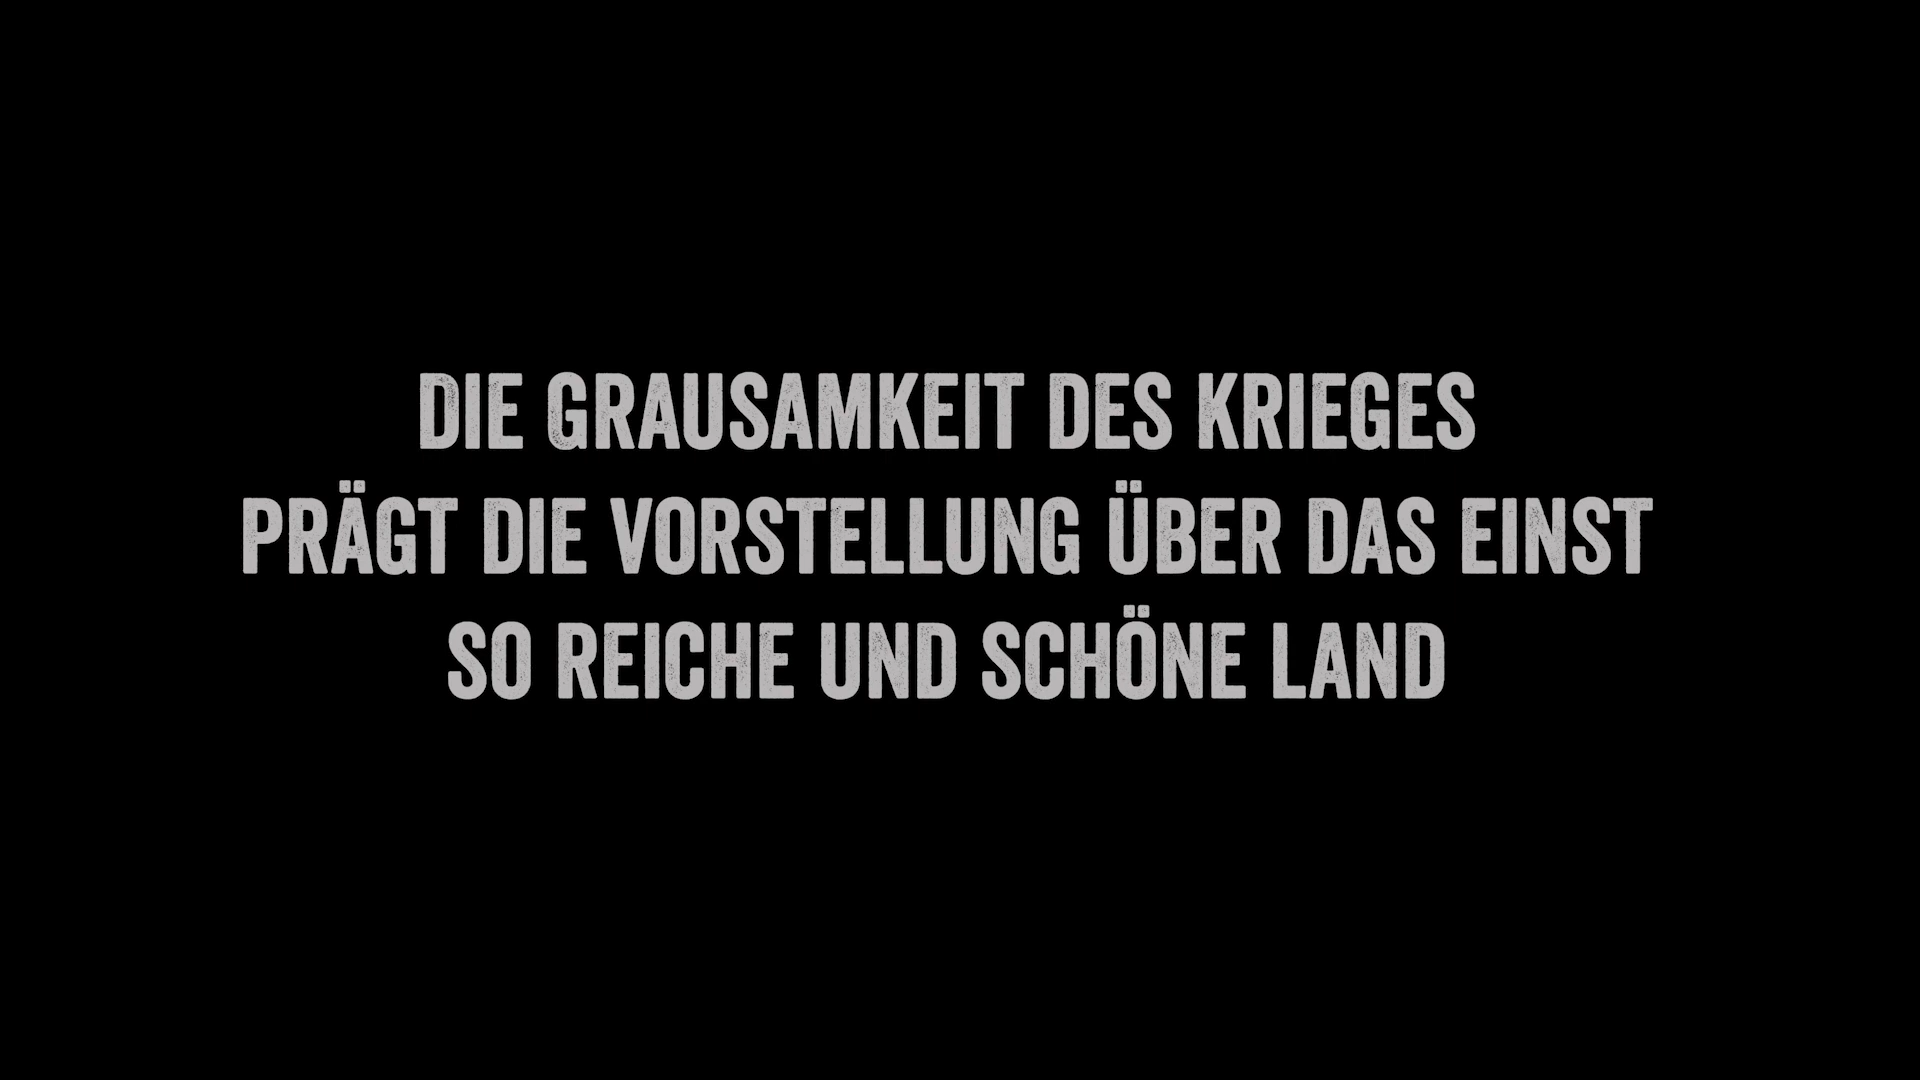 DIE GRAUSAMKEIT DES KRIEGES
PRÄGT DIE VORSTELLUNG ÜBER DAS EINST
SO REICHE UND SCHÖNE LAND